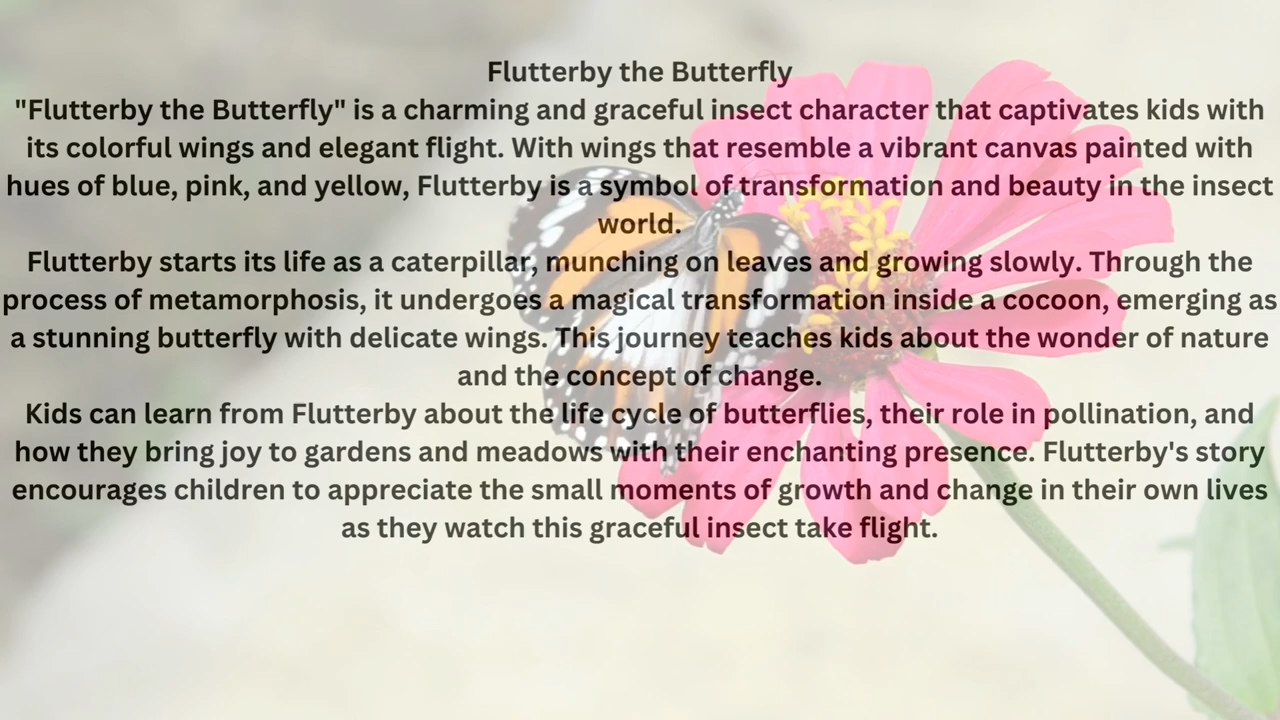 Flutterby the Butterfly
"Flutterby the Butterfly" is a charming and graceful insect character that captivates kids with
its colorful wings and elegant flight. With wings that resemble a vibrant canvas painted with
hues of blue, pink, and yellow, Flutterby is a symbol of transformation and beauty in the insect
world.
Flutterby starts its life as a caterpillar, munching on leaves and growing slowly. Through the
process of metamorphosis, it undergoes a magical transformation inside a cocoon, emerging as
a stunning butterfly with delicate wings. This journey teaches kids about the wonder of nature
and the concept of change.
Kids can learn from Flutterby about the life cycle of butterflies, their role in pollination, and
how they bring joy to gardens and meadows with their enchanting presence. Flutterby's story
encourages children to appreciate the small moments of growth and change in their own lives
as they watch this graceful insect take flight.